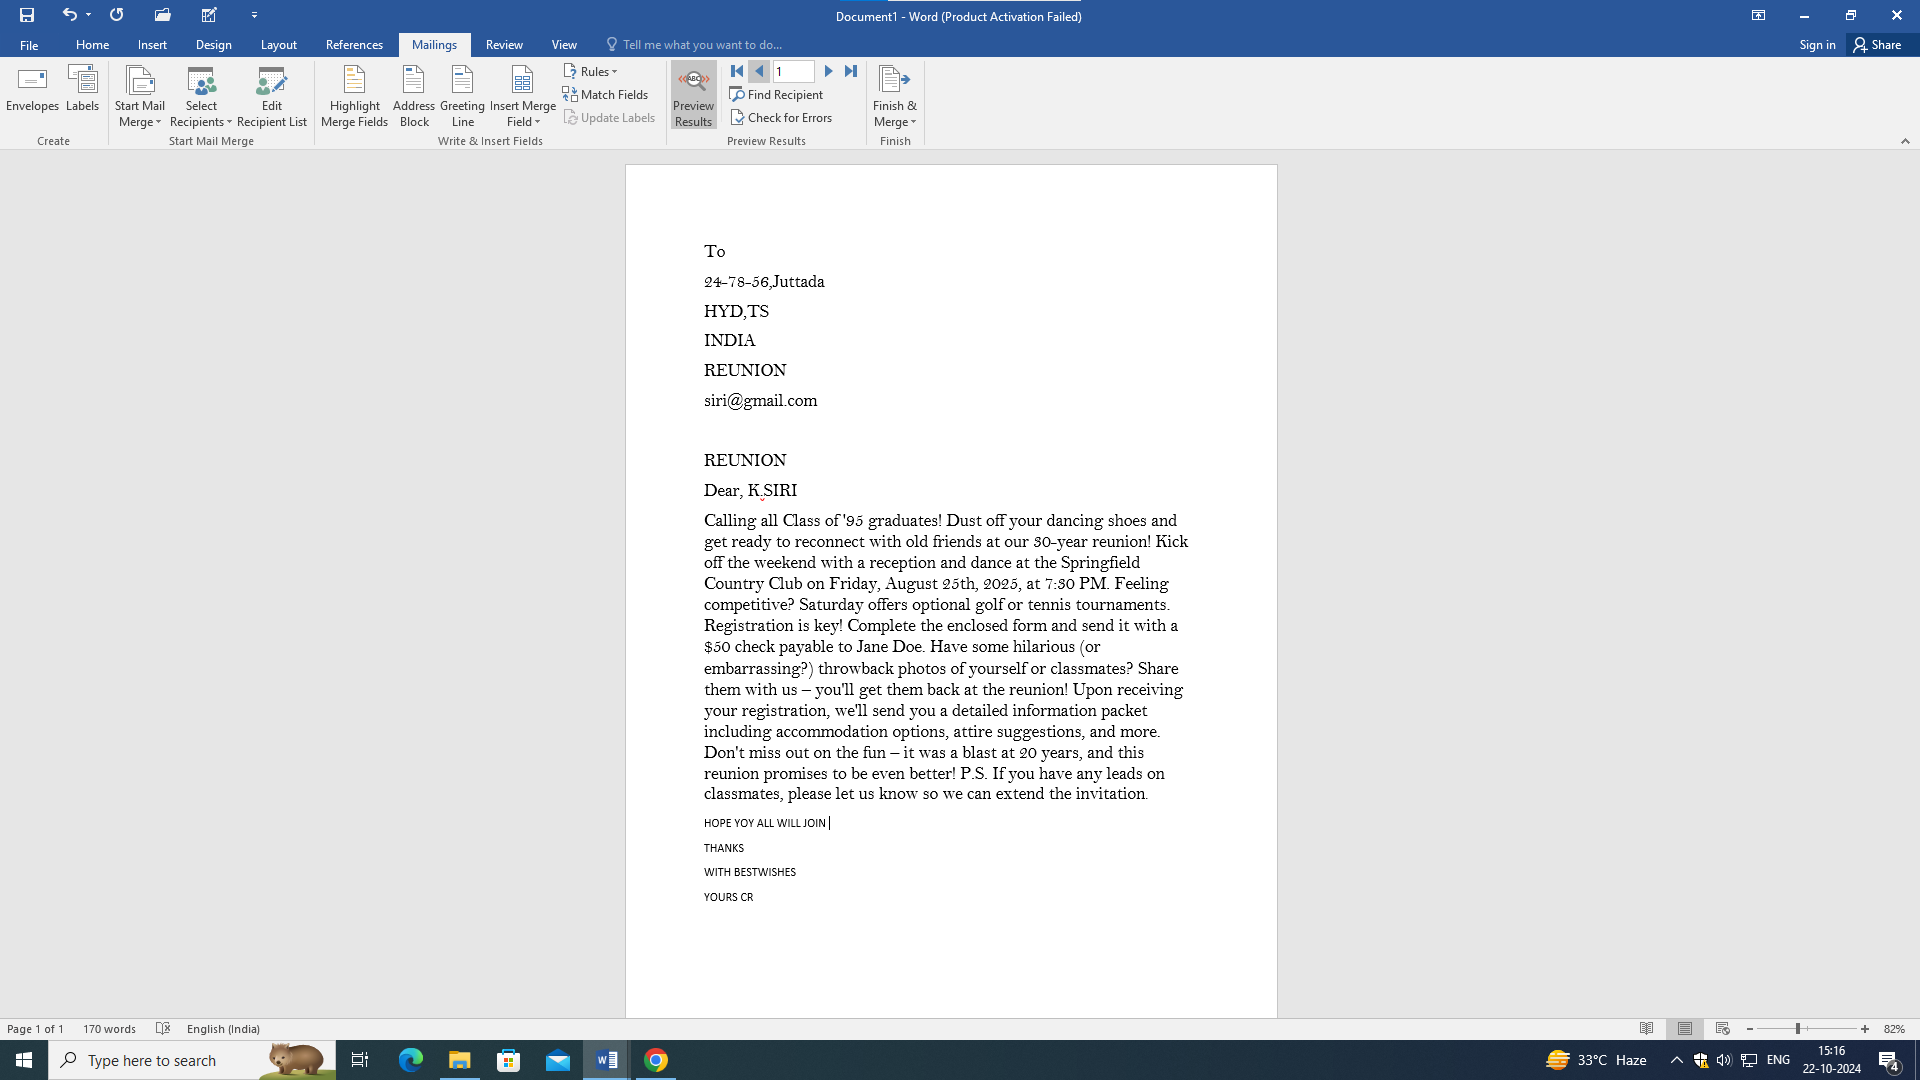 Document1 - Word (Product Activation Failed)
File Home Insert Design Layout References Mailings Review View Tell me what you want to do... Sign in Share
Envelopes Labels Start Mail Merge Select Recipients Edit Recipient List Highlight Merge Fields Address Block Greeting Line Insert Merge Field Rules Match Fields Update Labels ABC Preview Results 1 Find Recipient Check for Errors Finish & Merge
Create Start Mail Merge Write & Insert Fields Preview Results Finish
To
24-78-56,Juttada
HYD,TS
INDIA
REUNION
siri@gmail.com
REUNION
Dear, K.SIRI
Calling all Class of '95 graduates! Dust off your dancing shoes and
get ready to reconnect with old friends at our 30-year reunion! Kick
off the weekend with a reception and dance at the Springfield
Country Club on Friday, August 25th, 2025, at 7:30 PM. Feeling
competitive? Saturday offers optional golf or tennis tournaments.
Registration is key! Complete the enclosed form and send it with a
$50 check payable to Jane Doe. Have some hilarious (or
embarrassing?) throwback photos of yourself or classmates? Share
them with us – you'll get them back at the reunion! Upon receiving
your registration, we'll send you a detailed information packet
including accommodation options, attire suggestions, and more.
Don't miss out on the fun – it was a blast at 20 years, and this
reunion promises to be even better! P.S. If you have any leads on
classmates, please let us know so we can extend the invitation.
HOPE YOY ALL WILL JOIN
THANKS
WITH BESTWISHES
YOURS CR
Page 1 of 1 170 words English (India) 82%
Type here to search 33°C Haze ENG 15:16
22-10-2024 4